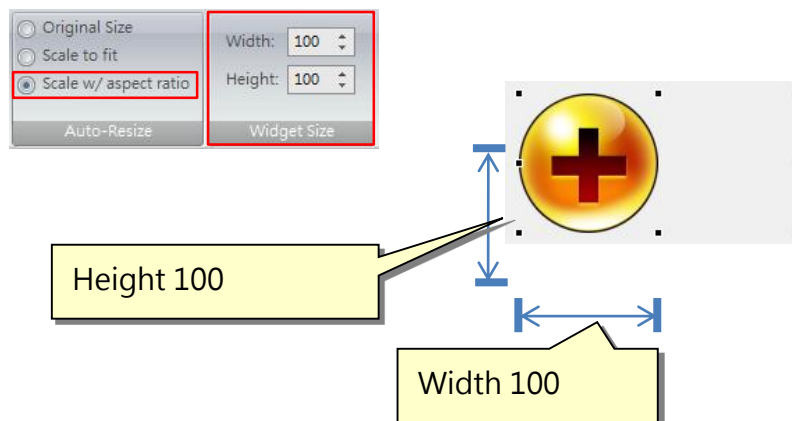 Original Size
Scale to fit
Scale w/ aspect ratio
Auto-Resize
Width: 100
Height: 100
Widget Size
Height 100
Width 100